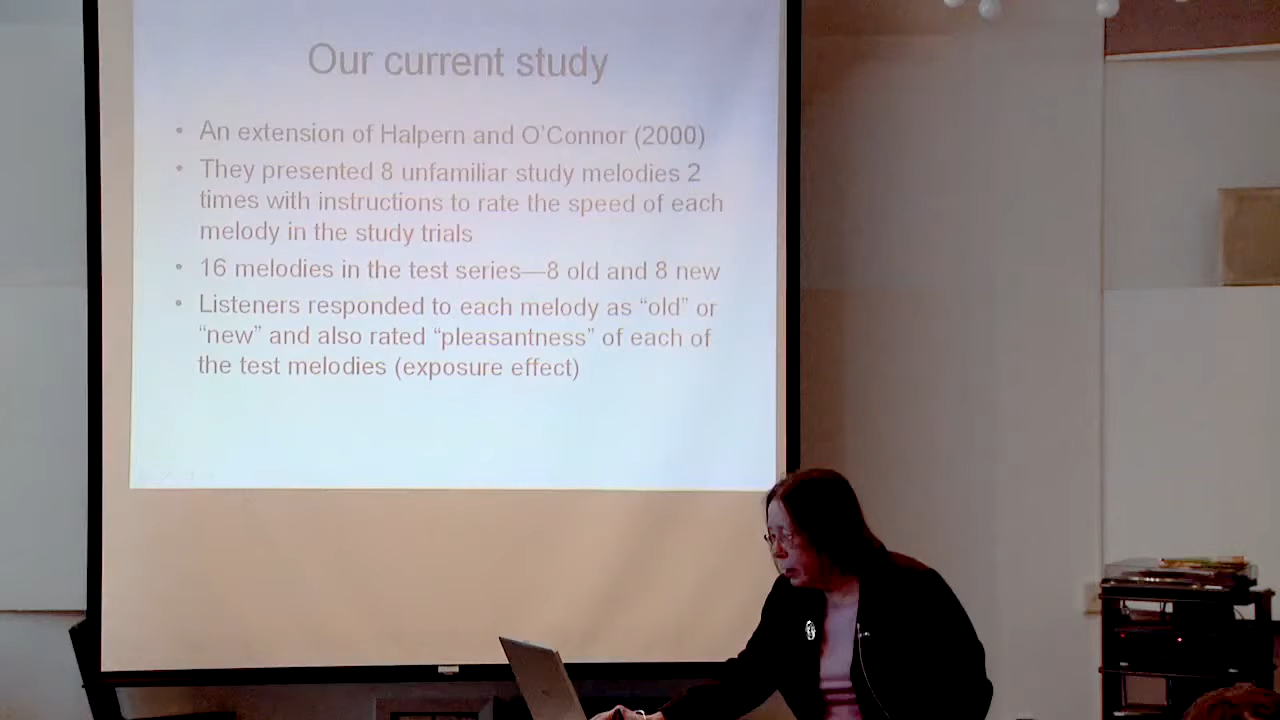 Our current study
• An extension of Halpern and O'Connor (2000)
• They presented 8 unfamiliar study melodies 2
times with instructions to rate the speed of each
melody in the study trials
• 16 melodies in the test series—8 old and 8 new
• Listeners responded to each melody as “old” or
“new” and also rated “pleasantness” of each of
the test melodies (exposure effect)